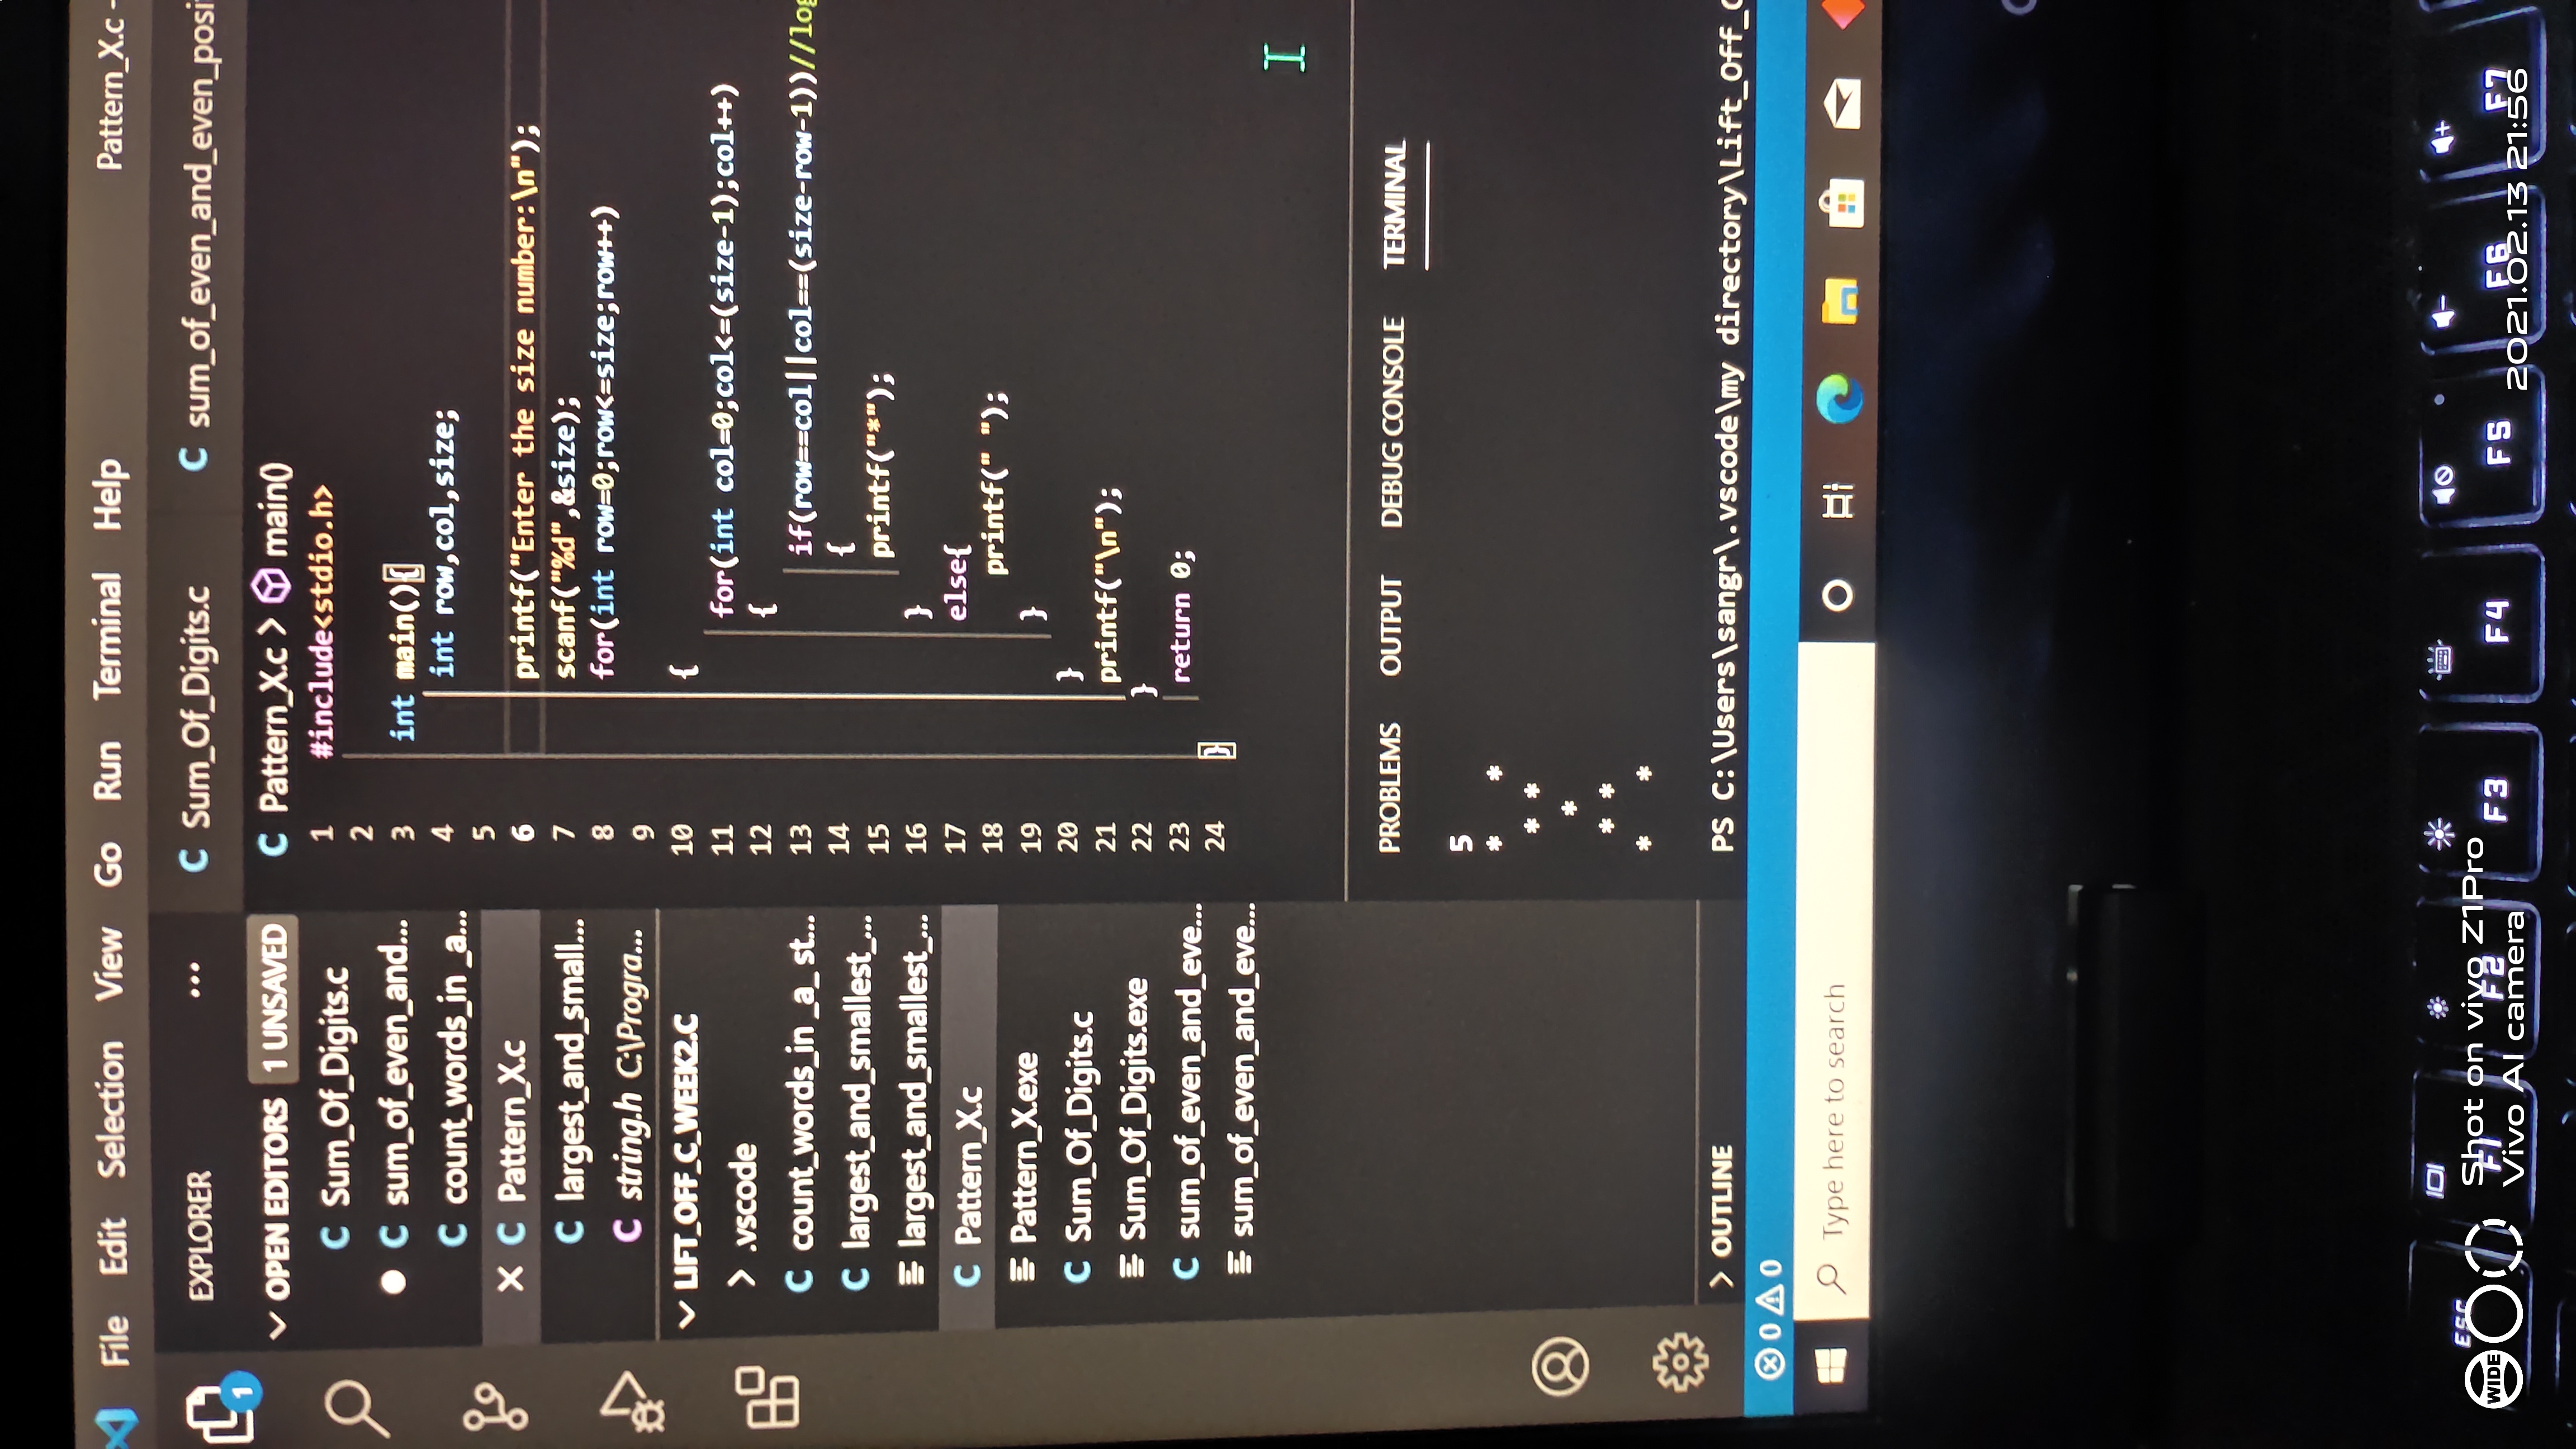 File Edit Selection View Go Run Terminal Help Pattern_X.c -
EXPLORER ···
C Sum_Of_Digits.c C sum_of_even_and_even_posi
1
OPEN EDITORS 1 UNSAVED
C Sum_Of_Digits.c
C sum_of_even_and...
C count_words_in _a...
C Pattern_X.c
C largest_and_small...
C string.h C:\Progra...
LIFT_OFF_C_WEEK2.C
.vscode
C count_words_in _a_ st...
C largest_and_smallest_...
largest_and_smallest_...
C Pattern_X.c
Pattern_X.exe
C Sum_Of_Digits.c
Sum_Of_Digits.exe
C sum_of_even_and_eve...
sum_of_even_and_eve...
OUTLINE
C Pattern_X.c > main()
1 #include<stdio.h>
2
3 int main(){
4 int row,col,size;
5
6 printf("Enter the size number:\n");
7 scanf("%d",&size);
8 for(int row=0;row<=size;row++)
9
10 {
11 for(int col=0;col<=(size-1);col++)
12 {
13 if(row==col||col==(size-row-1))//log
14 {
15 printf("*");
16 }
17 else{
18 printf(" ");
19 }
20 }
21 printf("\n");
22 }
23 return 0;
24 }
PROBLEMS OUTPUT DEBUG CONSOLE TERMINAL
5
*   *
 * *
  *
 * *
*   *
PS C:\Users\sangr\.vscode\my directory\Lift_Off_C
0 0
Type here to search
ESC F1 F2 F3 F4 F5 F6 F7
WIDE
Shot on vivo Z1Pro
Vivo AI camera
2021.02.13 21:56